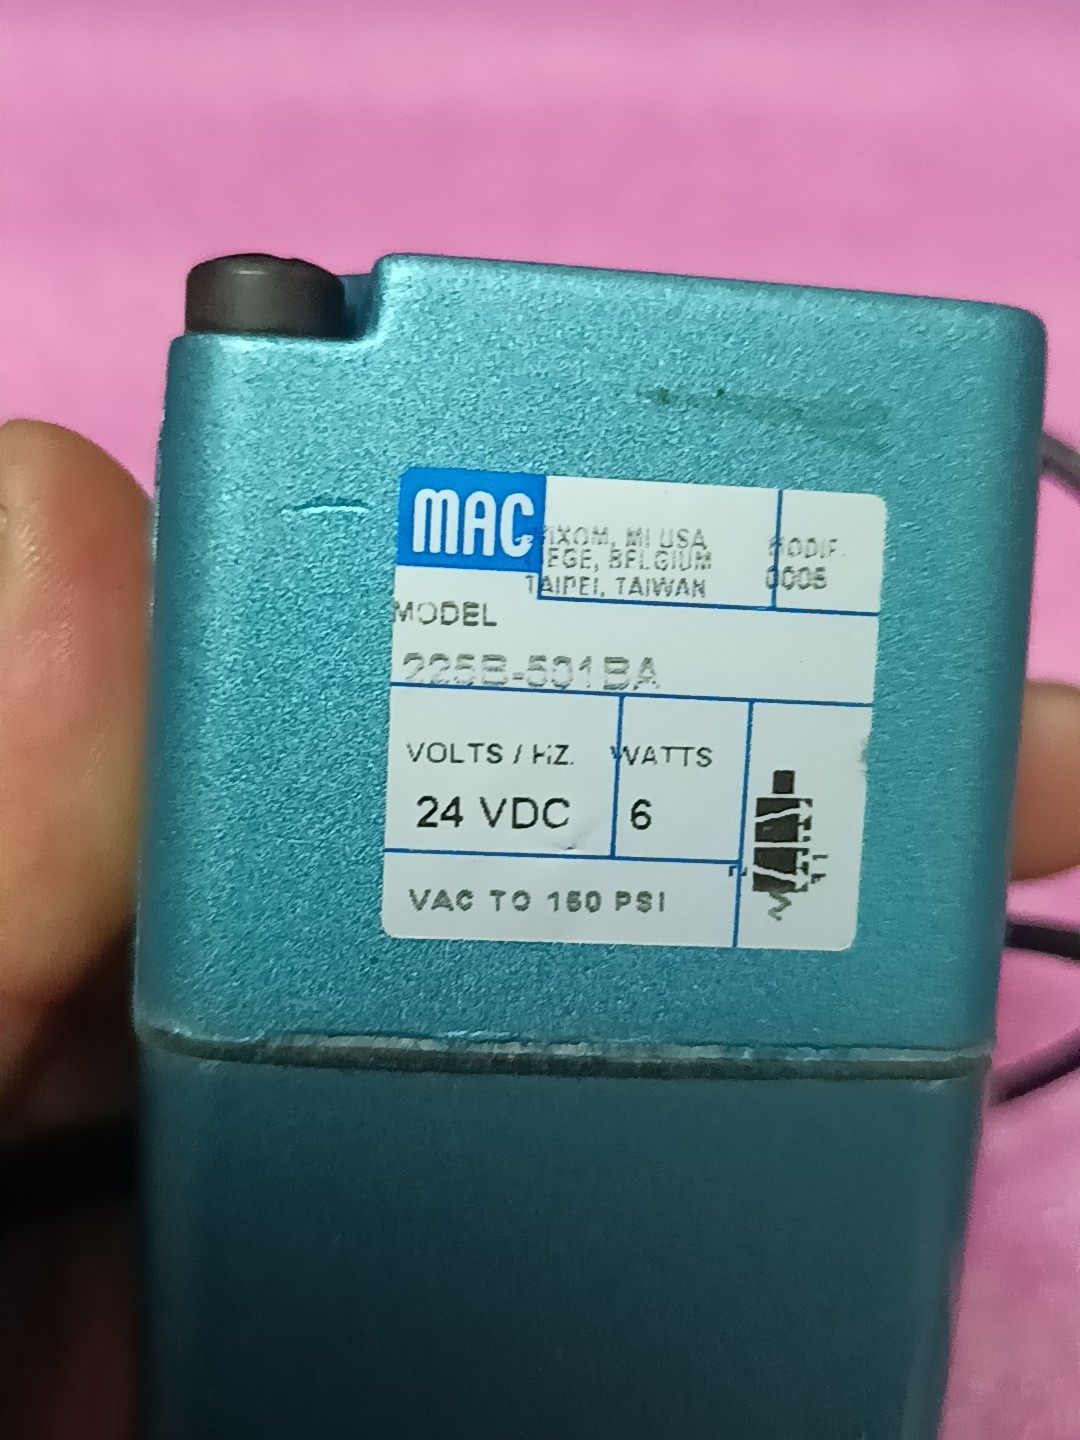 MAC
WIXOM, MI USA
LIEGE, BELGIUM
TAIPEI, TAIWAN
MODIF.
0005
MODEL
225B-501BA
VOLTS / HZ.
24 VDC
WATTS
6
VAC TO 150 PSI